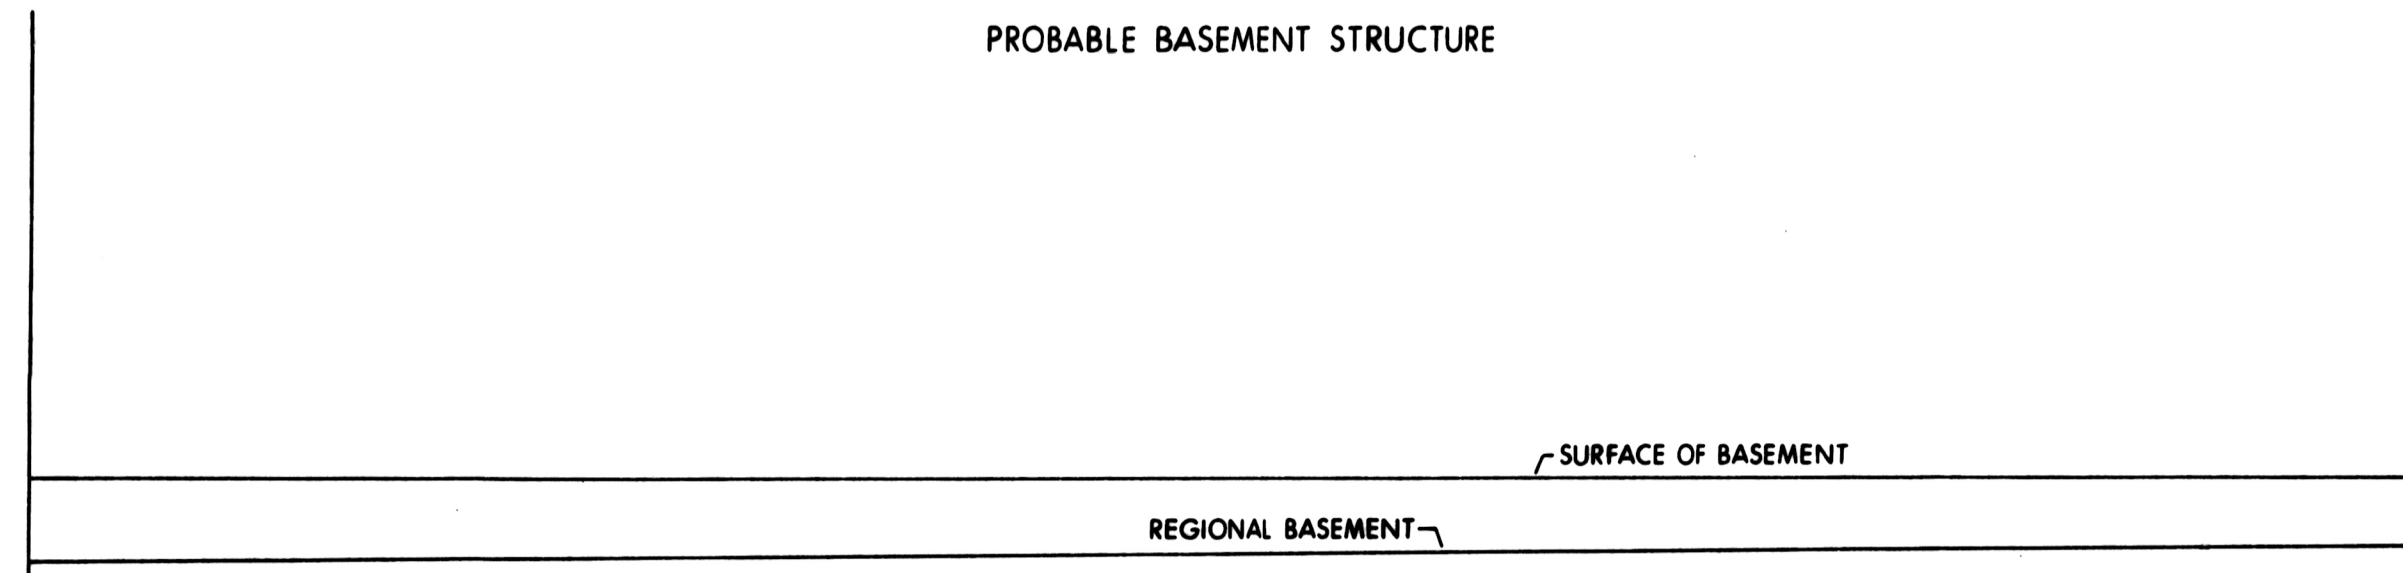 PROBABLE BASEMENT STRUCTURE
SURFACE OF BASEMENT
REGIONAL BASEMENT